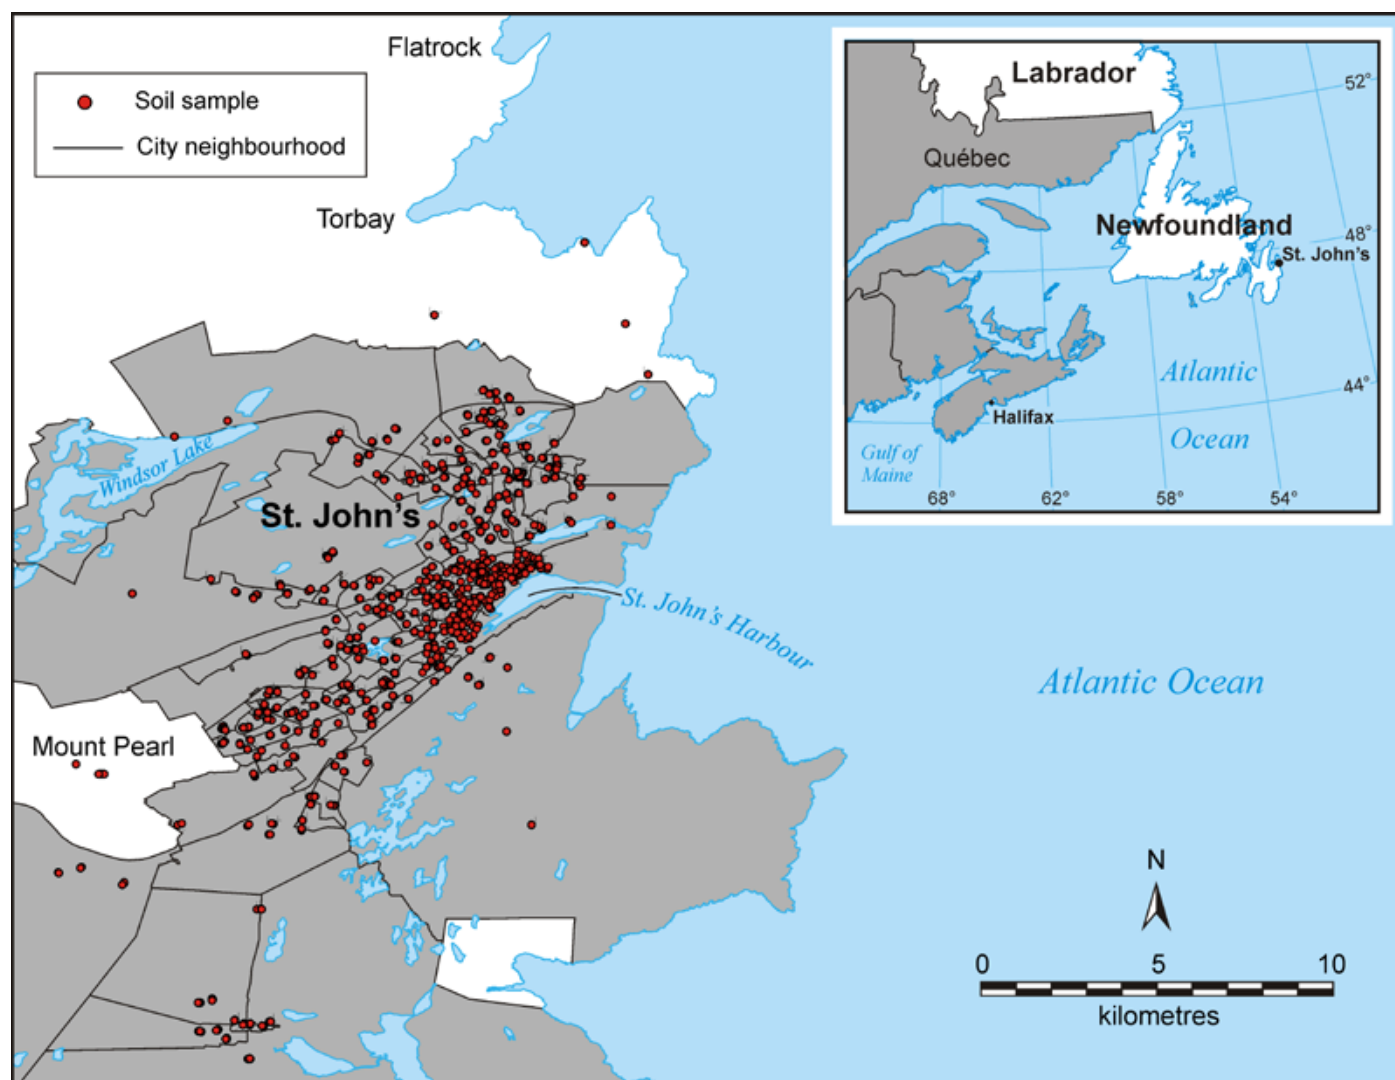 Flatrock
Soil sample
City neighbourhood
Torbay
Windsor Lake
St. John's
St. John's Harbour
Mount Pearl
Atlantic Ocean
N
0 5 10
kilometres
Labrador
52°
Québec
Newfoundland
48°
St. John's
Atlantic
Ocean
44°
Halifax
Gulf of
Maine
68° 62° 58° 54°